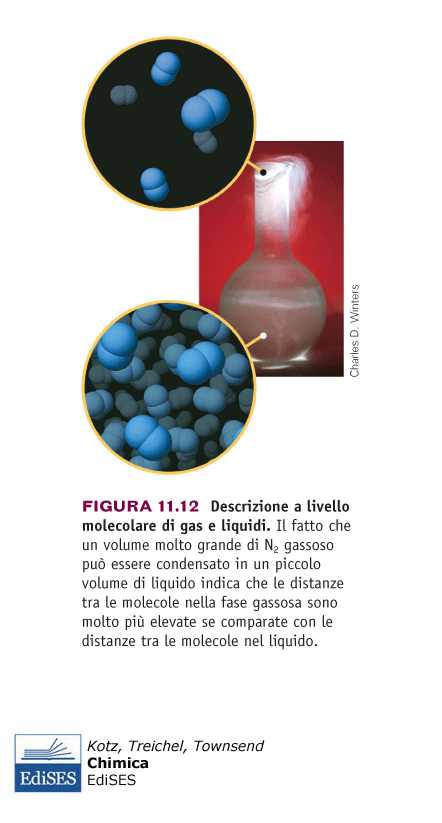 Charles D. Winters
FIGURA 11.12 Descrizione a livello
molecolare di gas e liquidi. Il fatto che
un volume molto grande di N₂ gassoso
può essere condensato in un piccolo
volume di liquido indica che le distanze
tra le molecole nella fase gassosa sono
molto più elevate se comparate con le
distanze tra le molecole nel liquido.
EdiSES
Kotz, Treichel, Townsend
Chimica
EdiSES